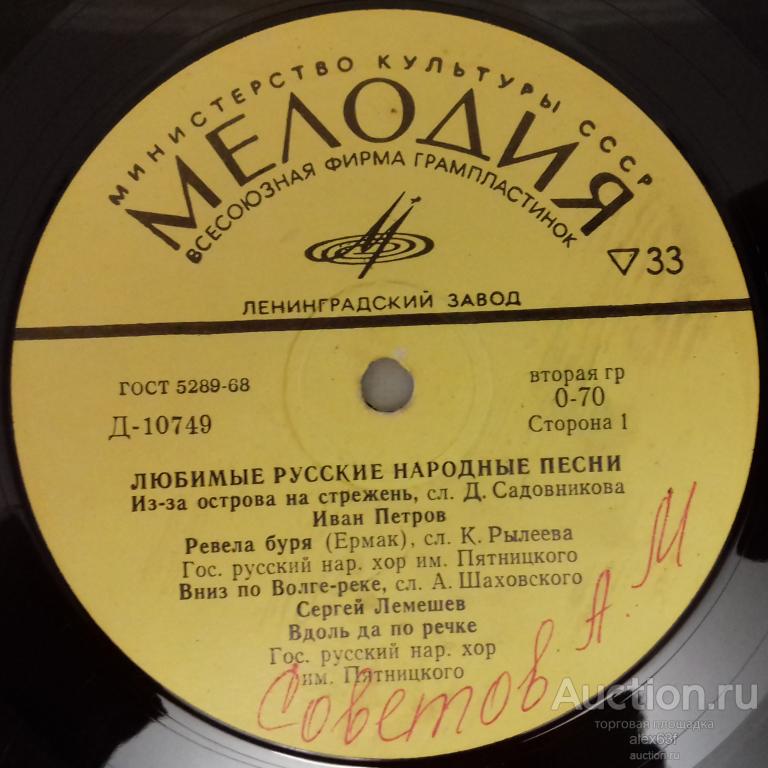 МИНИСТЕРСТВО КУЛЬТУРЫ СССР
МЕЛОДИЯ
ВСЕСОЮЗНАЯ ФИРМА ГРАМПЛАСТИНОК
33
ЛЕНИНГРАДСКИЙ ЗАВОД
ГОСТ 5289-68
Д-10749
вторая гр
0-70
Сторона 1
ЛЮБИМЫЕ РУССКИЕ НАРОДНЫЕ ПЕСНИ
Из-за острова на стрежень, сл. Д. Садовникова
Иван Петров
Ревела буря (Ермак), сл. К. Рылеева
Гос. русский нар. хор им. Пятницкого
Вниз по Волге-реке, сл. А. Шаховского
Сергей Лемешев
Вдоль да по речке
Гос. русский нар. хор
им. Пятницкого
Советов А. М
Auction.ru
торговая площадка
alex63f
auction.ru